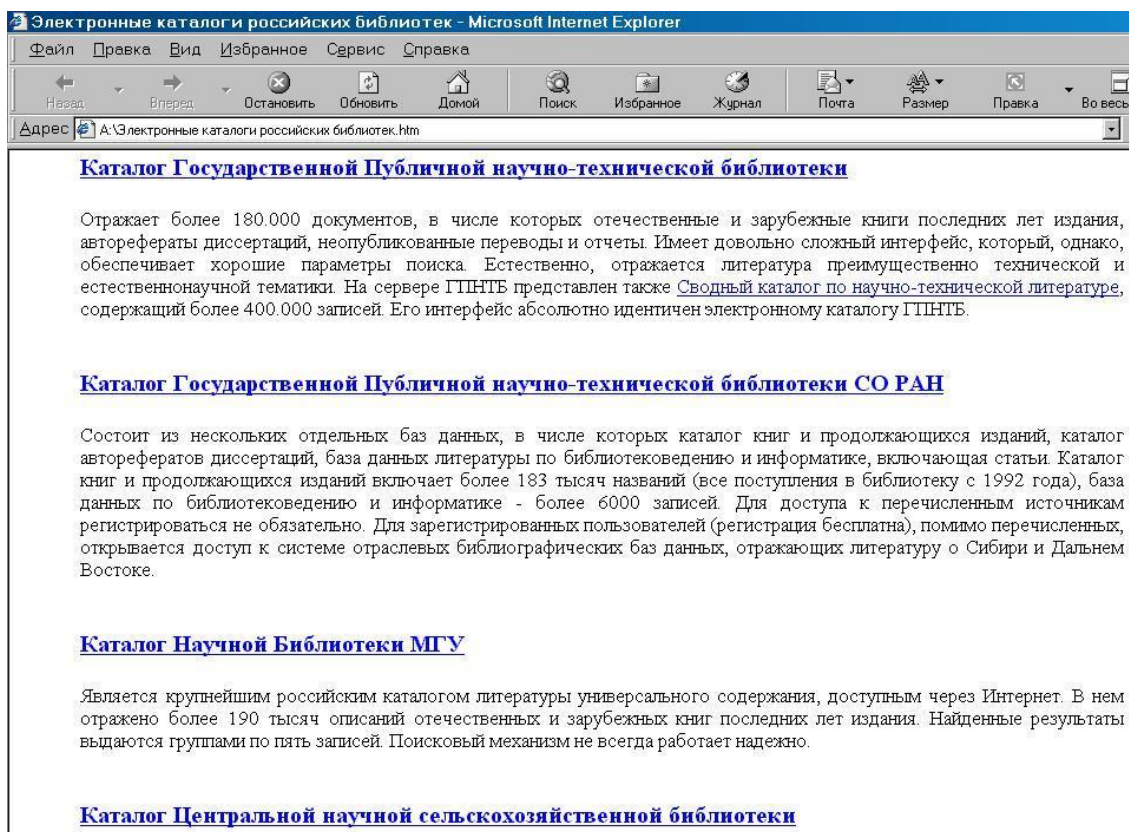 Электронные каталоги российских библиотек - Microsoft Internet Explorer
Файл Правка Вид Избранное Сервис Справка
Назад Вперед Остановить Обновить Домой Поиск Избранное Журнал Почта Размер Правка Во весь
Адрес A:\Электронные каталоги российских библиотек.htm
Каталог Государственной Публичной научно-технической библиотеки
Отражает более 180.000 документов, в числе которых отечественные и зарубежные книги последних лет издания,
авторефераты диссертаций, неопубликованные переводы и отчеты. Имеет довольно сложный интерфейс, который, однако,
обеспечивает хорошие параметры поиска. Естественно, отражается литература преимущественно технической и
естественнонаучной тематики. На сервере ГПНТБ представлен также Сводный каталог по научно-технической литературе,
содержащий более 400.000 записей. Его интерфейс абсолютно идентичен электронному каталогу ГПНТБ.
Каталог Государственной Публичной научно-технической библиотеки СО РАН
Состоит из нескольких отдельных баз данных, в числе которых каталог книг и продолжающихся изданий, каталог
авторефератов диссертаций, база данных литературы по библиотековедению и информатике, включающая статьи. Каталог
книг и продолжающихся изданий включает более 183 тысяч названий (все поступления в библиотеку с 1992 года), база
данных по библиотековедению и информатике - более 6000 записей. Для доступа к перечисленным источникам
регистрироваться не обязательно. Для зарегистрированных пользователей (регистрация бесплатна), помимо перечисленных,
открывается доступ к системе отраслевых библиографических баз данных, отражающих литературу о Сибири и Дальнем
Востоке.
Каталог Научной Библиотеки МГУ
Является крупнейшим российским каталогом литературы универсального содержания, доступным через Интернет. В нем
отражено более 190 тысяч описаний отечественных и зарубежных книг последних лет издания. Найденные результаты
выдаются группами по пять записей. Поисковый механизм не всегда работает надежно.
Каталог Центральной научной сельскохозяйственной библиотеки